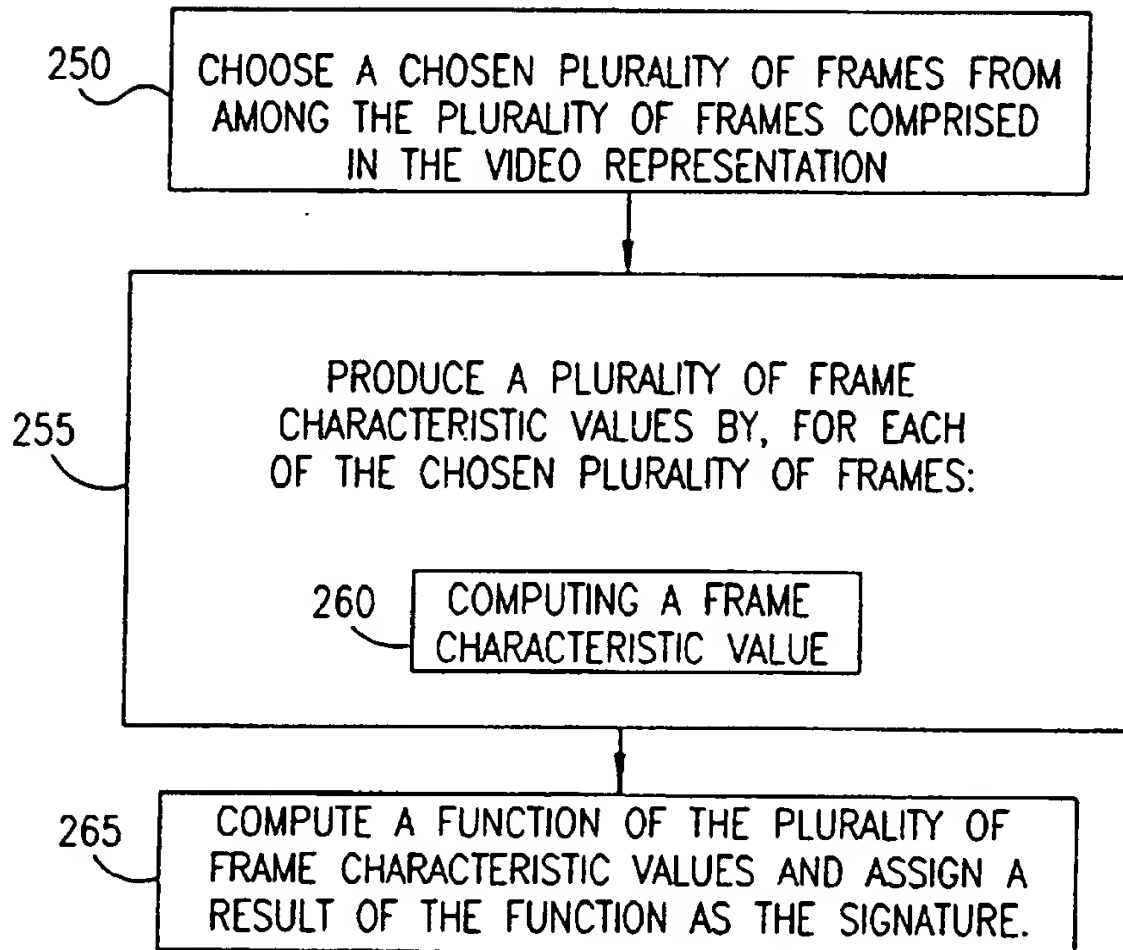 250
CHOOSE A CHOSEN PLURALITY OF FRAMES FROM
AMONG THE PLURALITY OF FRAMES COMPRISED
IN THE VIDEO REPRESENTATION
255
PRODUCE A PLURALITY OF FRAME
CHARACTERISTIC VALUES BY, FOR EACH
OF THE CHOSEN PLURALITY OF FRAMES:
260
COMPUTING A FRAME
CHARACTERISTIC VALUE
265
COMPUTE A FUNCTION OF THE PLURALITY OF
FRAME CHARACTERISTIC VALUES AND ASSIGN A
RESULT OF THE FUNCTION AS THE SIGNATURE.